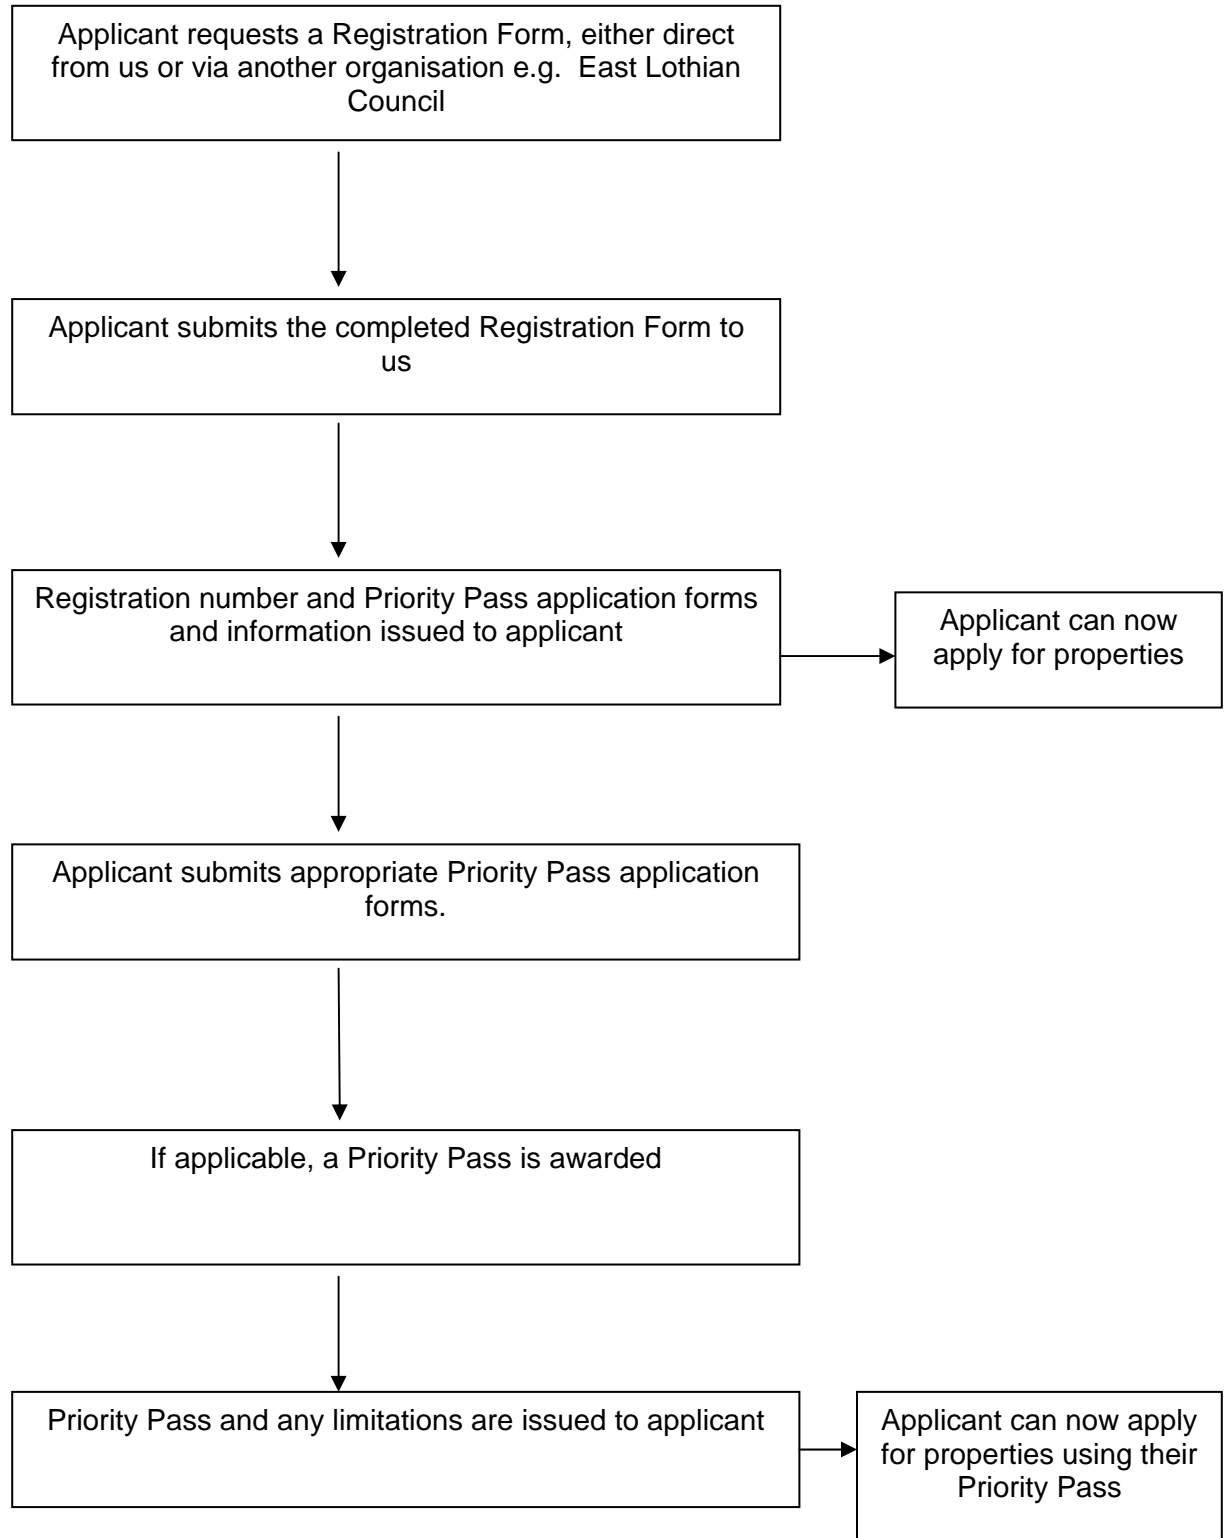 Applicant requests a Registration Form, either direct
from us or via another organisation e.g.  East Lothian
Council
Applicant submits the completed Registration Form to
us
Registration number and Priority Pass application forms
and information issued to applicant
Applicant can now
apply for properties
Applicant submits appropriate Priority Pass application
forms.
If applicable, a Priority Pass is awarded
Priority Pass and any limitations are issued to applicant
Applicant can now apply
for properties using their
Priority Pass